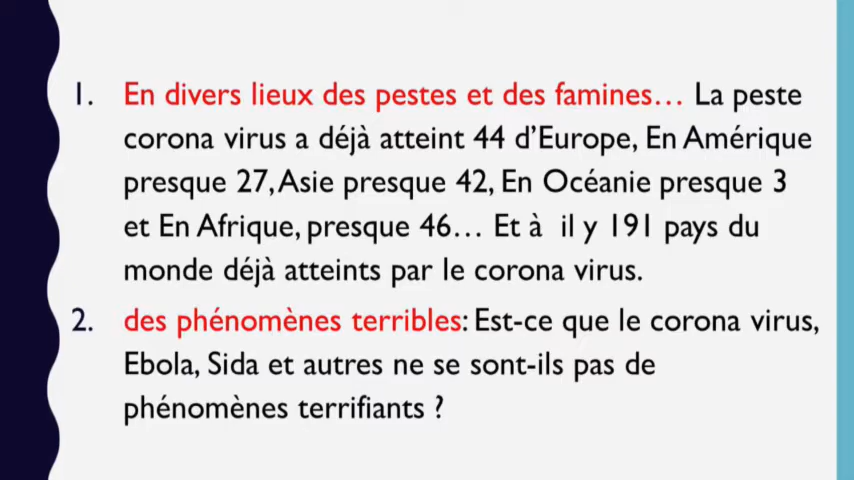 1. En divers lieux des pestes et des famines… La peste
corona virus a déjà atteint 44 d’Europe, En Amérique
presque 27, Asie presque 42, En Océanie presque 3
et En Afrique, presque 46… Et à il y 191 pays du
monde déjà atteints par le corona virus.
2. des phénomènes terribles: Est-ce que le corona virus,
Ebola, Sida et autres ne se sont-ils pas de
phénomènes terrifiants ?